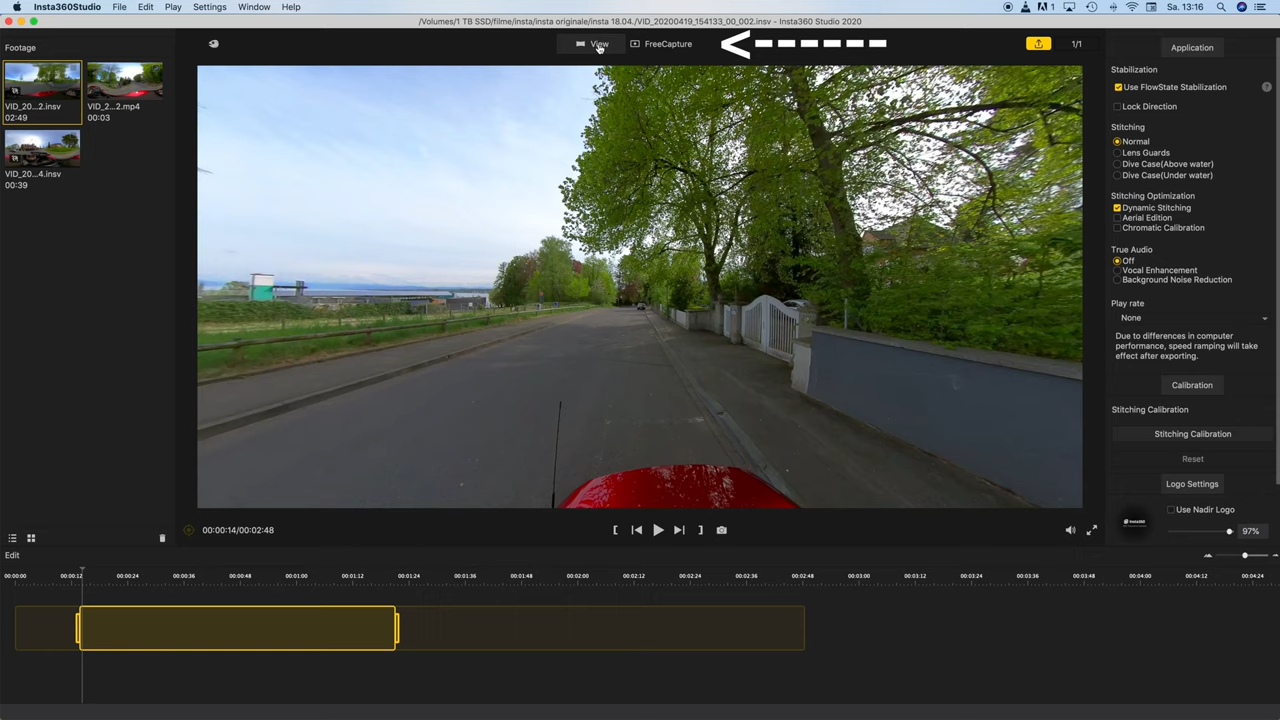 Insta360Studio File Edit Play Settings Window Help
1 Sa. 13:16
/Volumes/1 TB SSD/filme/insta/insta originale/insta 18.04./VID_20200419_154133_00_002.insv - Insta360 Studio 2020
Footage
View
FreeCapture
1/1
Application
VID_20...2.insv
02:49
VID_2...2.mp4
00:03
VID_20...4.insv
00:39
Stabilization
Use FlowState Stabilization
?
Lock Direction
Stitching
Normal
Lens Guards
Dive Case(Above water)
Dive Case(Under water)
Stitching Optimization
Dynamic Stitching
Aerial Edition
Chromatic Calibration
True Audio
Off
Vocal Enhancement
Background Noise Reduction
Play rate
None
Due to differences in computer
performance, speed ramping will take
effect after exporting.
Calibration
Stitching Calibration
Stitching Calibration
Reset
Logo Settings
Use Nadir Logo
Insta360
97%
00:00:14/00:02:48
Edit
00:00:00 00:00:12 00:00:24 00:00:36 00:00:48 00:01:00 00:01:12 00:01:24 00:01:36 00:01:48 00:02:00 00:02:12 00:02:24 00:02:36 00:02:48 00:03:00 00:03:12 00:03:24 00:03:36 00:03:48 00:04:00 00:04:12 00:04:24